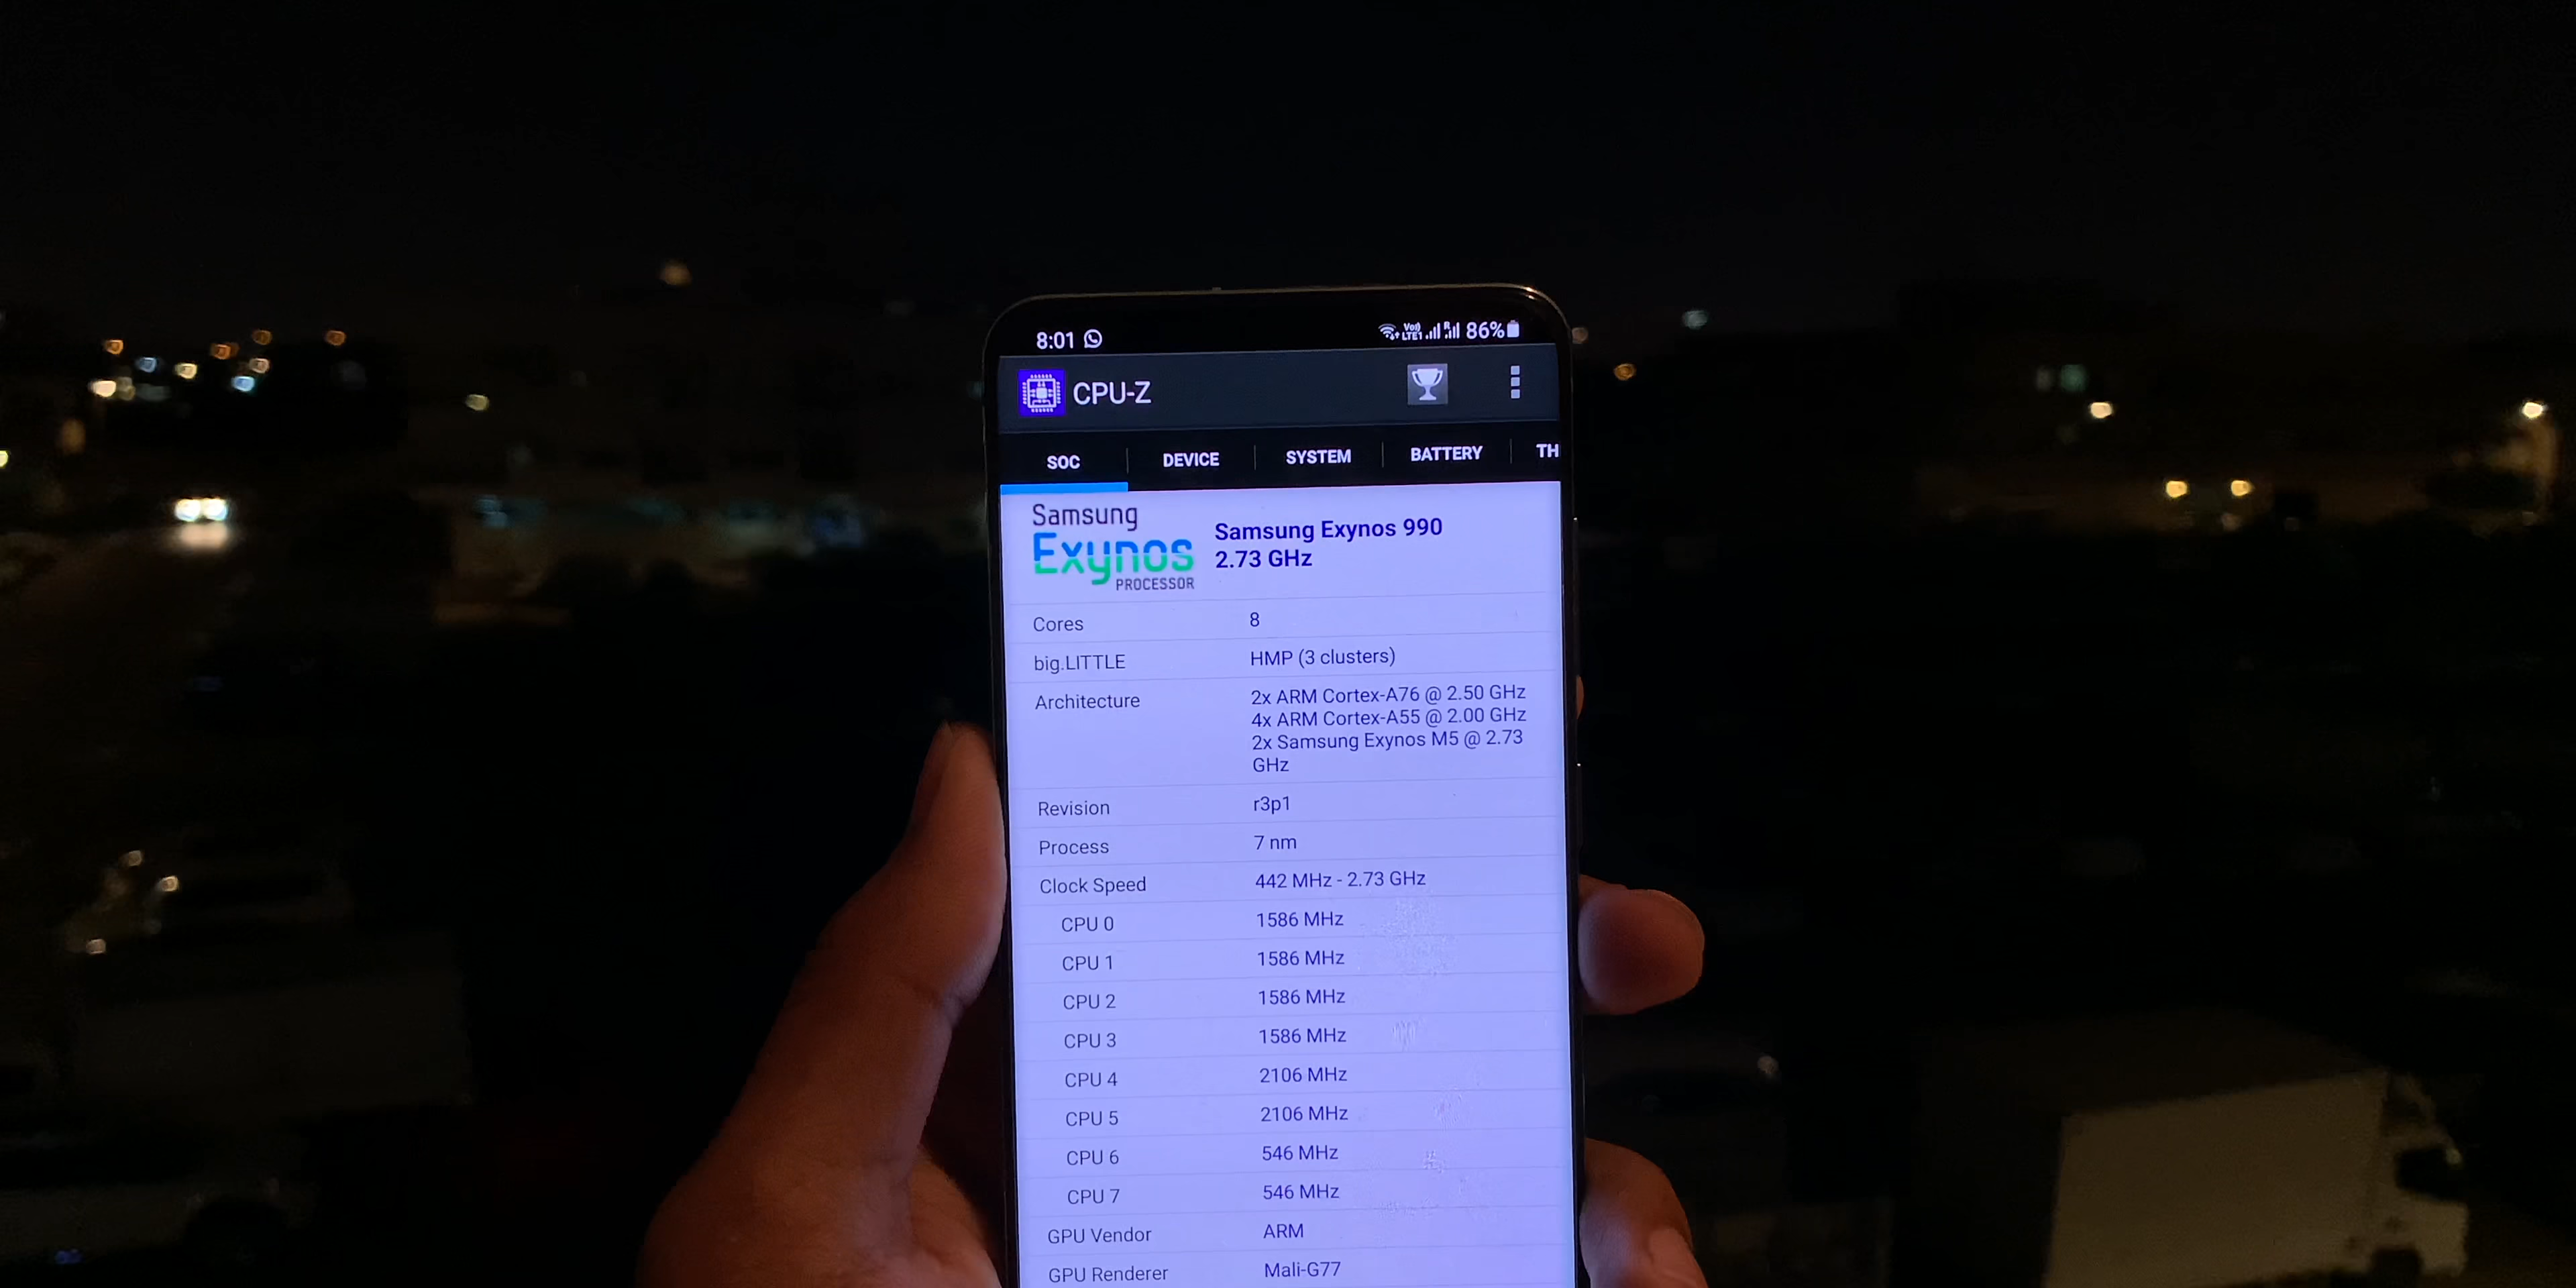 8:01 Vo) LTE1 R 86%
CPU-Z
SOC DEVICE SYSTEM BATTERY TH
Samsung
Exynos
PROCESSOR
Samsung Exynos 990
2.73 GHz
Cores 8
big.LITTLE HMP (3 clusters)
Architecture 2x ARM Cortex-A76 @ 2.50 GHz
4x ARM Cortex-A55 @ 2.00 GHz
2x Samsung Exynos M5 @ 2.73
GHz
Revision r3p1
Process 7 nm
Clock Speed 442 MHz - 2.73 GHz
CPU 0 1586 MHz
CPU 1 1586 MHz
CPU 2 1586 MHz
CPU 3 1586 MHz
CPU 4 2106 MHz
CPU 5 2106 MHz
CPU 6 546 MHz
CPU 7 546 MHz
GPU Vendor ARM
GPU Renderer Mali-G77